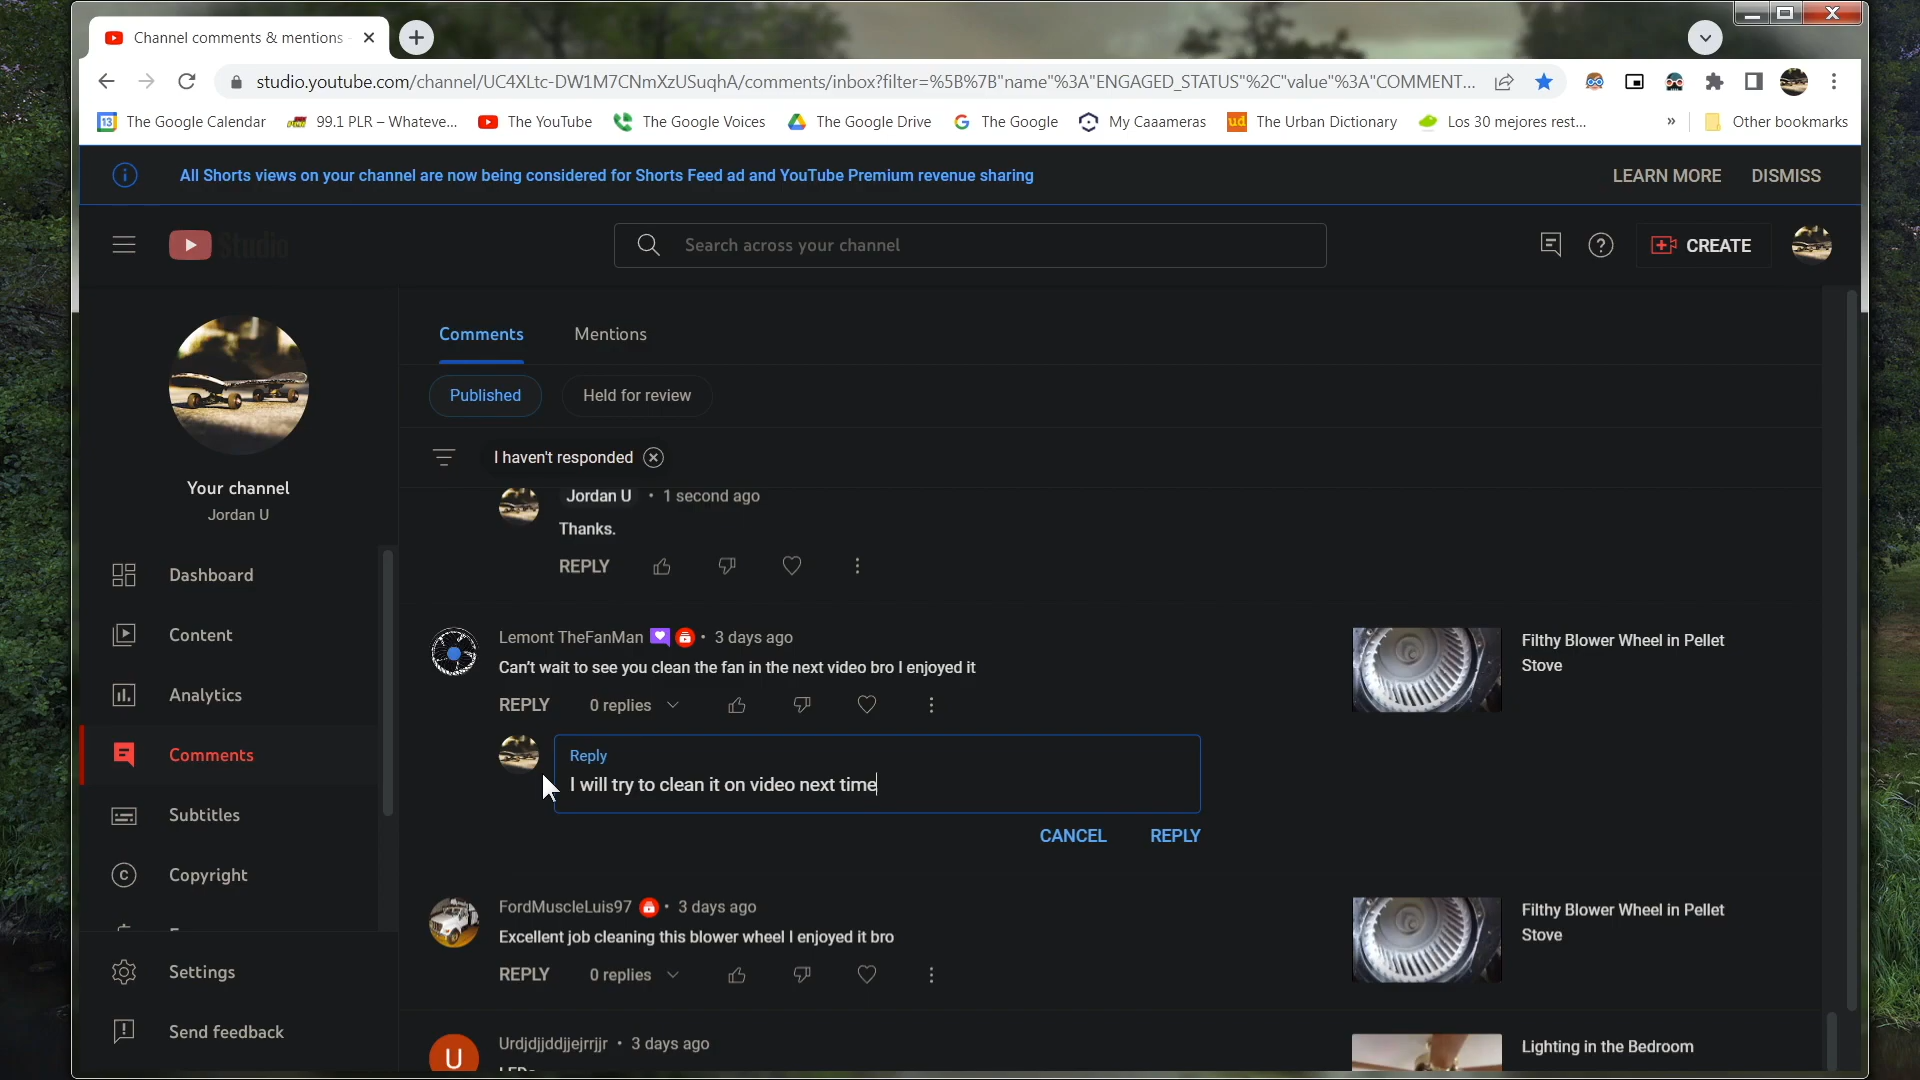 Channel comments & mentions
studio.youtube.com/channel/UC4XLtc-DW1M7CNmXzUSuqhA/comments/inbox?filter=%5B%7B"name"%3A"ENGAGED_STATUS"%2C"value"%3A"COMMENT...
13 The Google Calendar
99.1 PLR – Whateve...
The YouTube
The Google Voices
The Google Drive
The Google
My Caaameras
ud The Urban Dictionary
Los 30 mejores rest...
»
Other bookmarks
All Shorts views on your channel are now being considered for Shorts Feed ad and YouTube Premium revenue sharing
LEARN MORE
DISMISS
Studio
Search across your channel
CREATE
Your channel
Jordan U
Dashboard
Content
Analytics
Comments
Subtitles
Copyright
Settings
Send feedback
Comments
Mentions
Published
Held for review
I haven't responded
Jordan U • 1 second ago
Thanks.
REPLY
Lemont TheFanMan • 3 days ago
Can't wait to see you clean the fan in the next video bro I enjoyed it
REPLY 0 replies
Filthy Blower Wheel in Pellet
Stove
Reply
I will try to clean it on video next time
CANCEL REPLY
FordMuscleLuis97 • 3 days ago
Excellent job cleaning this blower wheel I enjoyed it bro
REPLY 0 replies
Filthy Blower Wheel in Pellet
Stove
U
Urdjdjjddjjejrrjjr • 3 days ago
Lighting in the Bedroom